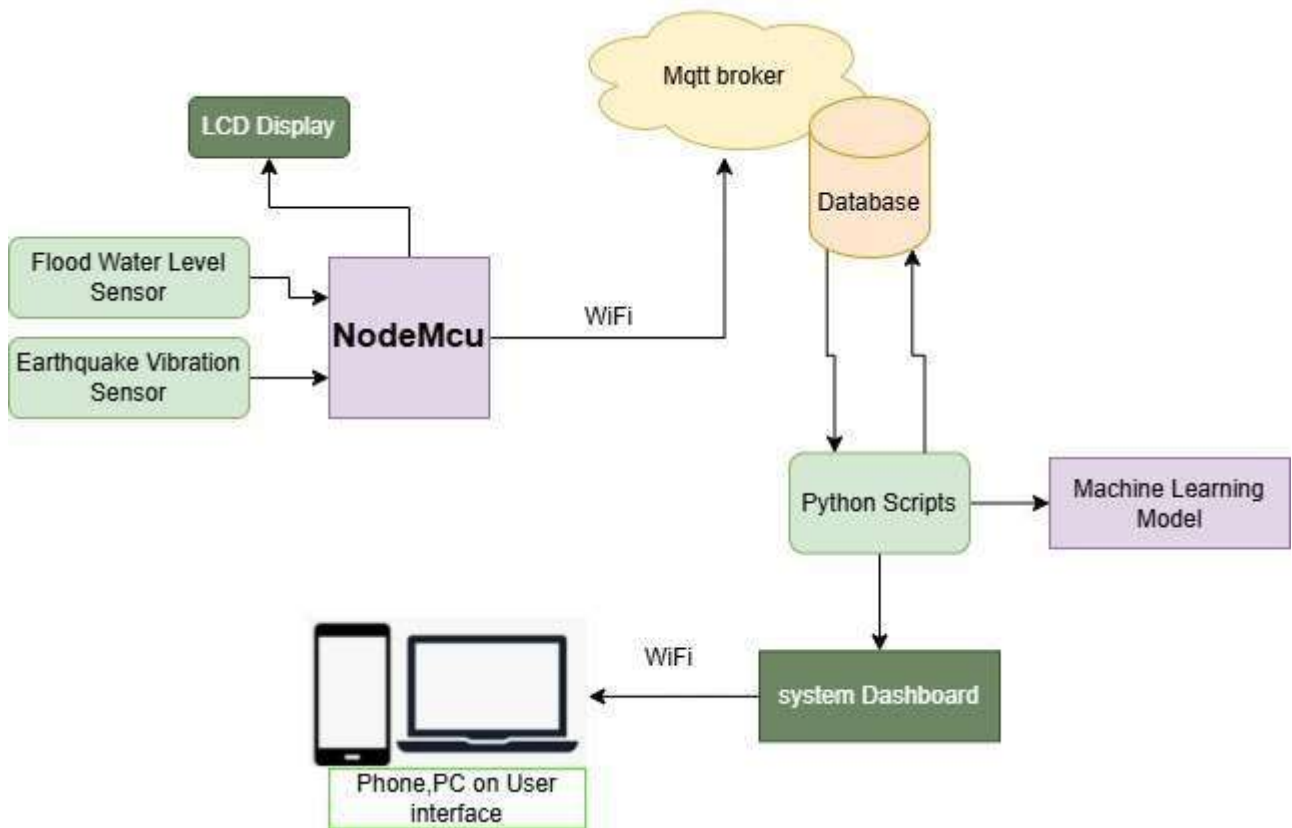 Mqtt broker
LCD Display
Database
Flood Water Level
Sensor
NodeMcu
WiFi
Earthquake Vibration
Sensor
Python Scripts
Machine Learning
Model
WiFi
system Dashboard
Phone,PC on User
interface